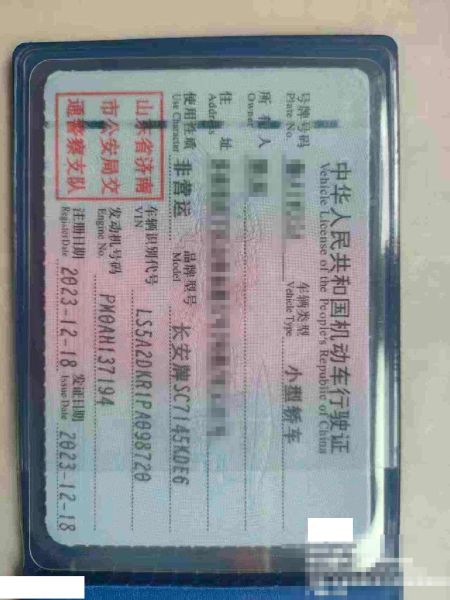 中华人民共和国机动车行驶证
Vehicle License of the People's Republic of China
号牌号码
Plate No.
车辆类型 小型轿车
Vehicle Type
所有人
Owner
住址
Address
使用性质 非营运 品牌型号 长安牌SC7145KDE6
Use Character Model
山东省济南
市公安局交
通警察支队
车辆识别代号 LS5A2DKR1PA098720
VIN
发动机号码 PM0AH137194
Engine No.
注册日期 2023-12-18 发证日期 2023-12-18
Register Date Issue Date